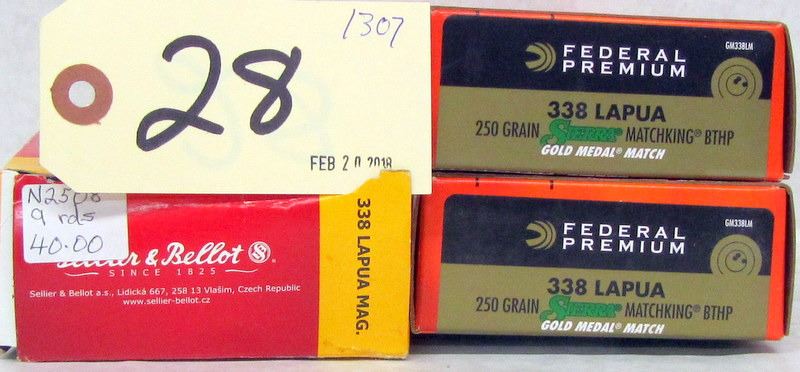 1307
28
FEB 20 2018
N2508
9 rds
40.00
Sellier & Bellot
SINCE 1825
Sellier & Bellot a.s., Lidická 667, 258 13 Vlašim, Czech Republic
www.sellier-bellot.cz
338 LAPUA MAG.
GM338LM
FEDERAL
PREMIUM
338 LAPUA
250 GRAIN SIERRA® MATCHKING® BTHP
GOLD MEDAL® MATCH
GM338LM
FEDERAL
PREMIUM
338 LAPUA
250 GRAIN SIERRA® MATCHKING® BTHP
GOLD MEDAL® MATCH